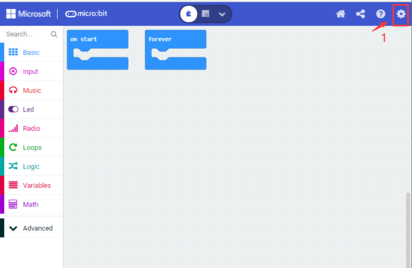 Microsoft
micro:bit
1
Search...
Basic
Input
Music
Led
Radio
Loops
Logic
Variables
Math
Advanced
on start
forever